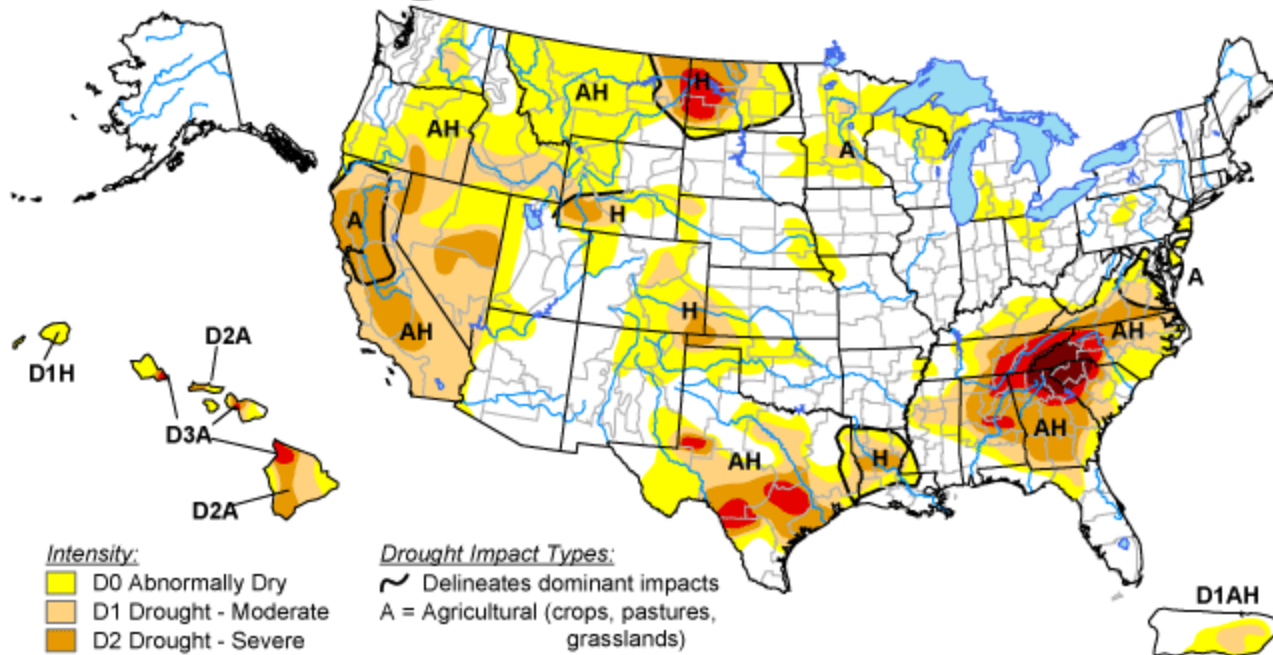 H
AH
AH
A
A
H
A
D2A
D1H
H
AH
D3A
AH
AH
AH
H
D2A
D1AH
Intensity:
D0 Abnormally Dry
D1 Drought - Moderate
D2 Drought - Severe
Drought Impact Types:
Delineates dominant impacts
A = Agricultural (crops, pastures,
grasslands)